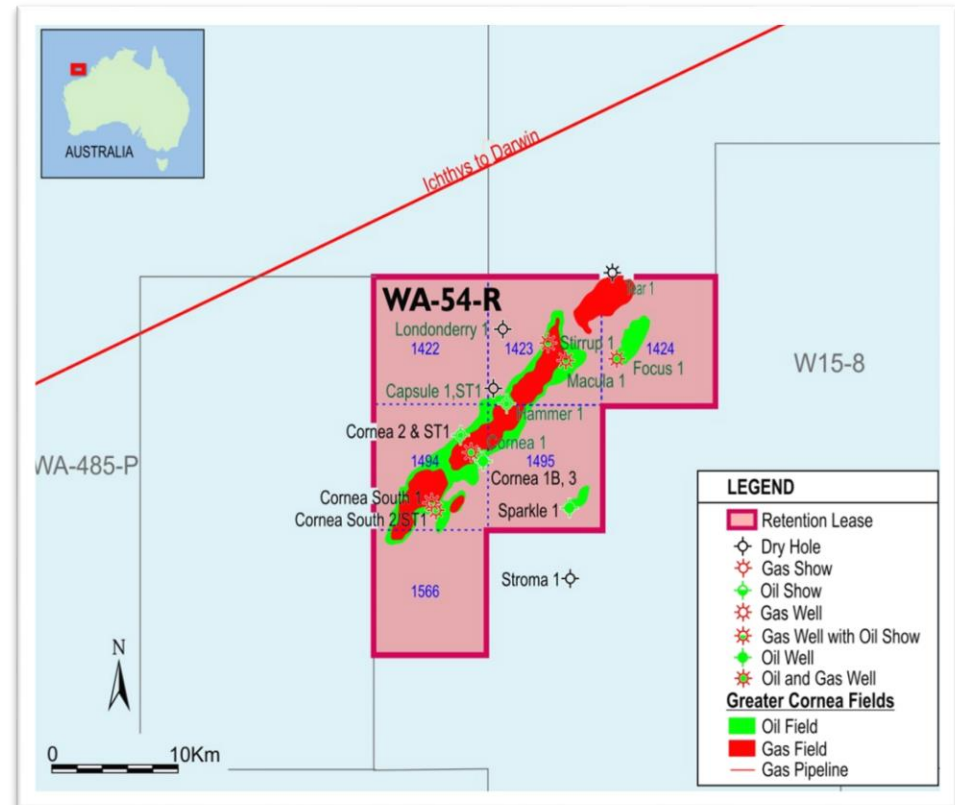 AUSTRALIA
Ichthys to Darwin
WA-54-R
Londonderry 1
1422
1423
Stirrup 1
1424
Macula 1
Focus 1
W15-8
Capsule 1,ST1
Hammer 1
Cornea 2 & ST1
Cornea 1
WA-485-P
1494
1495
Cornea 1B, 3
Cornea South 1
Sparkle 1
Cornea South 2/ST1
1566
Stroma 1
N
0 10Km
LEGEND
Retention Lease
Dry Hole
Gas Show
Oil Show
Gas Well
Gas Well with Oil Show
Oil Well
Oil and Gas Well
Greater Cornea Fields
Oil Field
Gas Field
Gas Pipeline